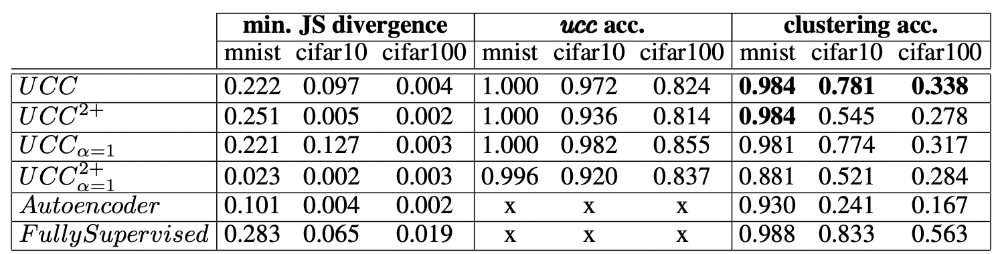 min. JS divergence ucc acc. clustering acc.
mnist cifar10 cifar100 mnist cifar10 cifar100 mnist cifar10 cifar100
UCC 0.222 0.097 0.004 1.000 0.972 0.824 0.984 0.781 0.338
UCC²⁺ 0.251 0.005 0.002 1.000 0.936 0.814 0.984 0.545 0.278
UCC_{α=1} 0.221 0.127 0.003 1.000 0.982 0.855 0.981 0.774 0.317
UCC^{2+}_{α=1} 0.023 0.002 0.003 0.996 0.920 0.837 0.881 0.521 0.284
Autoencoder 0.101 0.004 0.002 x x x 0.930 0.241 0.167
FullySupervised 0.283 0.065 0.019 x x x 0.988 0.833 0.563